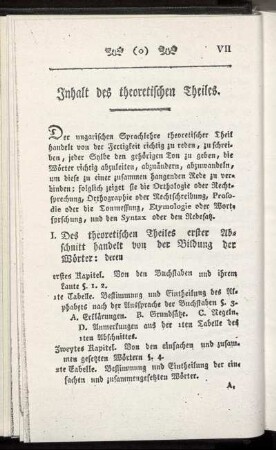 (o) VII
Inhalt des theoretischen Theiles.
Der ungarischen Sprachlehre theoretischer Theil
handelt von der Fertigkeit richtig zu reden, zu schrei-
ben, jeder Sylbe den gehörigen Ton zu geben, die
Wörter richtig abzuleiten, abzuändern, abzuwandeln,
um diese zu einer zusammen hangenden Rede zu ver-
binden: folglich zeiget sie die Orthologie oder Recht-
sprechung, Orthographie oder Rechtschreibung, Proso-
die oder die Tonmessung, Etymologie oder Wort-
forschung, und den Syntax oder den Redesatz.
I. Des theoretischen Theiles erster Ab-
schnitt handelt von der Bildung der
Wörter: deren
erstes Kapitel. Von den Buchstaben und ihrem
Laute §. 1. 2.
1te Tabelle. Bestimmung und Eintheilung des Al-
phabets nach der Aussprache der Buchstaben §. 3.
A. Erklärungen. B. Grundsätze. C. Regeln.
D. Anmerkungen aus der 1ten Tabelle des
1ten Abschnittes.
Zweytes Kapitel. Von den einfachen und zusam-
men gesetzten Wörtern §. 4.
2te Tabelle. Bestimmung und Eintheilung der ein-
fachen und zusammengesetzten Wörter.
A,